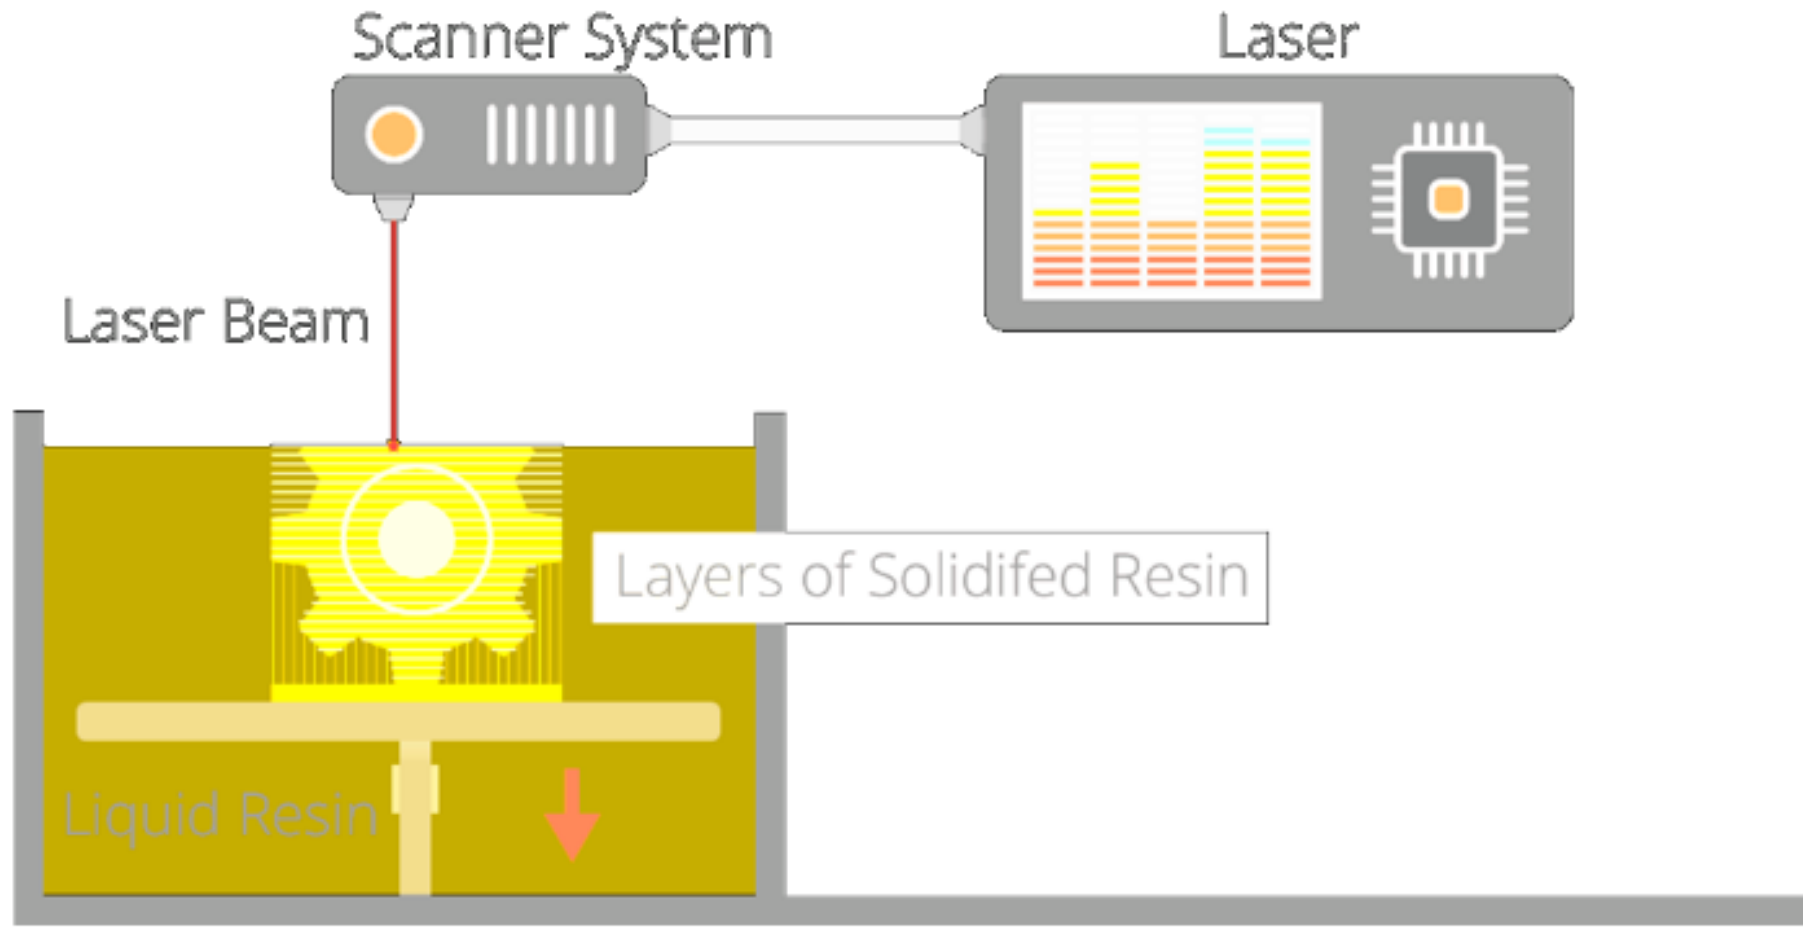 Scanner System
Laser
Laser Beam
Layers of Solidifed Resin
Liquid Resin